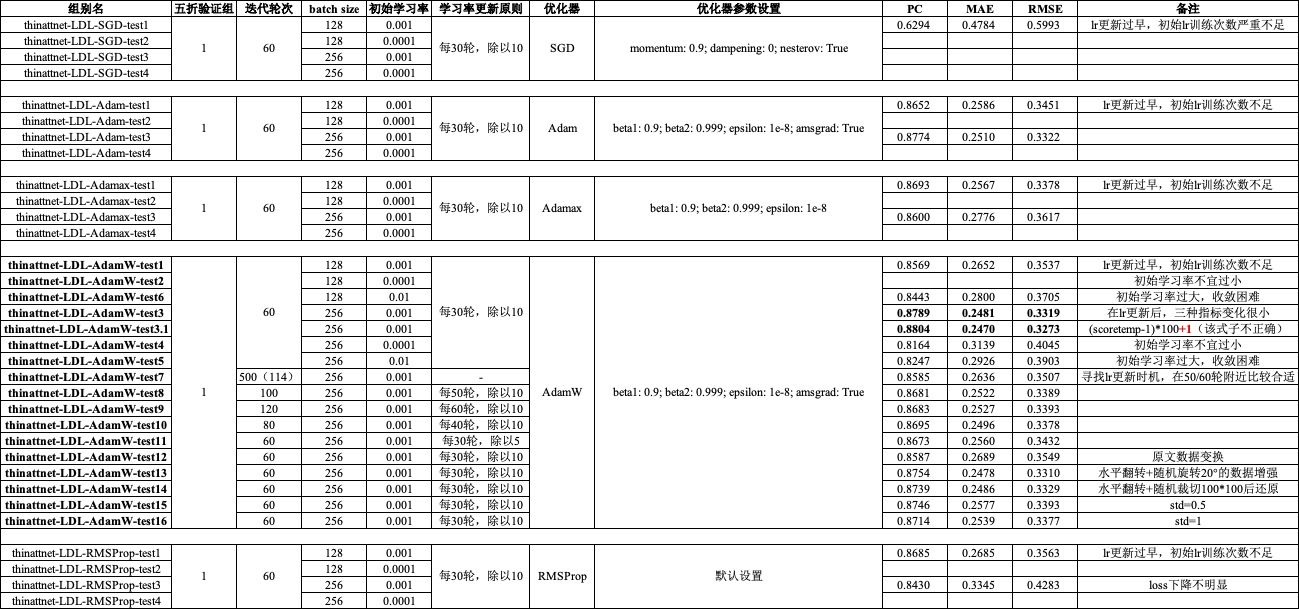 组别名 五折验证组 迭代轮次 batch size 初始学习率 学习率更新原则 优化器 优化器参数设置 PC MAE RMSE 备注
thinattnet-LDL-SGD-test1 1 60 128 0.001 每30轮，除以10 SGD momentum: 0.9; dampening: 0; nesterov: True 0.6294 0.4784 0.5993 lr更新过早，初始lr训练次数严重不足
thinattnet-LDL-SGD-test2 128 0.0001
thinattnet-LDL-SGD-test3 256 0.001
thinattnet-LDL-SGD-test4 256 0.0001
thinattnet-LDL-Adam-test1 1 60 128 0.001 每30轮，除以10 Adam beta1: 0.9; beta2: 0.999; epsilon: 1e-8; amsgrad: True 0.8652 0.2586 0.3451 lr更新过早，初始lr训练次数不足
thinattnet-LDL-Adam-test2 128 0.0001
thinattnet-LDL-Adam-test3 256 0.001 0.8774 0.2510 0.3322
thinattnet-LDL-Adam-test4 256 0.0001
thinattnet-LDL-Adamax-test1 1 60 128 0.001 每30轮，除以10 Adamax beta1: 0.9; beta2: 0.999; epsilon: 1e-8 0.8693 0.2567 0.3378 lr更新过早，初始lr训练次数不足
thinattnet-LDL-Adamax-test2 128 0.0001
thinattnet-LDL-Adamax-test3 256 0.001 0.8600 0.2776 0.3617
thinattnet-LDL-Adamax-test4 256 0.0001
thinattnet-LDL-AdamW-test1 1 60 128 0.001 每30轮，除以10 AdamW beta1: 0.9; beta2: 0.999; epsilon: 1e-8; amsgrad: True 0.8569 0.2652 0.3537 lr更新过早，初始lr训练次数不足
thinattnet-LDL-AdamW-test2 128 0.0001 初始学习率不宜过小
thinattnet-LDL-AdamW-test6 128 0.01 0.8443 0.2800 0.3705 初始学习率过大，收敛困难
thinattnet-LDL-AdamW-test3 256 0.001 0.8789 0.2481 0.3319 在lr更新后，三种指标变化很小
thinattnet-LDL-AdamW-test3.1 256 0.001 0.8804 0.2470 0.3273 (scoretemp-1)*100+1（该式子不正确）
thinattnet-LDL-AdamW-test4 256 0.0001 0.8164 0.3139 0.4045 初始学习率不宜过小
thinattnet-LDL-AdamW-test5 256 0.01 0.8247 0.2926 0.3903 初始学习率过大，收敛困难
thinattnet-LDL-AdamW-test7 500（114） 256 0.001 - 0.8585 0.2636 0.3507 寻找lr更新时机，在50/60轮附近比较合适
thinattnet-LDL-AdamW-test8 100 256 0.001 每50轮，除以10 0.8681 0.2522 0.3389
thinattnet-LDL-AdamW-test9 120 256 0.001 每60轮，除以10 0.8683 0.2527 0.3393
thinattnet-LDL-AdamW-test10 80 256 0.001 每40轮，除以10 0.8695 0.2496 0.3378
thinattnet-LDL-AdamW-test11 60 256 0.001 每30轮，除以5 0.8673 0.2560 0.3432
thinattnet-LDL-AdamW-test12 60 256 0.001 每30轮，除以10 0.8587 0.2689 0.3549 原文数据变换
thinattnet-LDL-AdamW-test13 60 256 0.001 每30轮，除以10 0.8754 0.2478 0.3310 水平翻转+随机旋转20°的数据增强
thinattnet-LDL-AdamW-test14 60 256 0.001 每30轮，除以10 0.8739 0.2486 0.3329 水平翻转+随机裁切100*100后还原
thinattnet-LDL-AdamW-test15 60 256 0.001 每30轮，除以10 0.8746 0.2577 0.3393 std=0.5
thinattnet-LDL-AdamW-test16 60 256 0.001 每30轮，除以10 0.8714 0.2539 0.3377 std=1
thinattnet-LDL-RMSProp-test1 1 60 128 0.001 每30轮，除以10 RMSProp 默认设置 0.8685 0.2685 0.3563 lr更新过早，初始lr训练次数不足
thinattnet-LDL-RMSProp-test2 128 0.0001
thinattnet-LDL-RMSProp-test3 256 0.001 0.8430 0.3345 0.4283 loss下降不明显
thinattnet-LDL-RMSProp-test4 256 0.0001